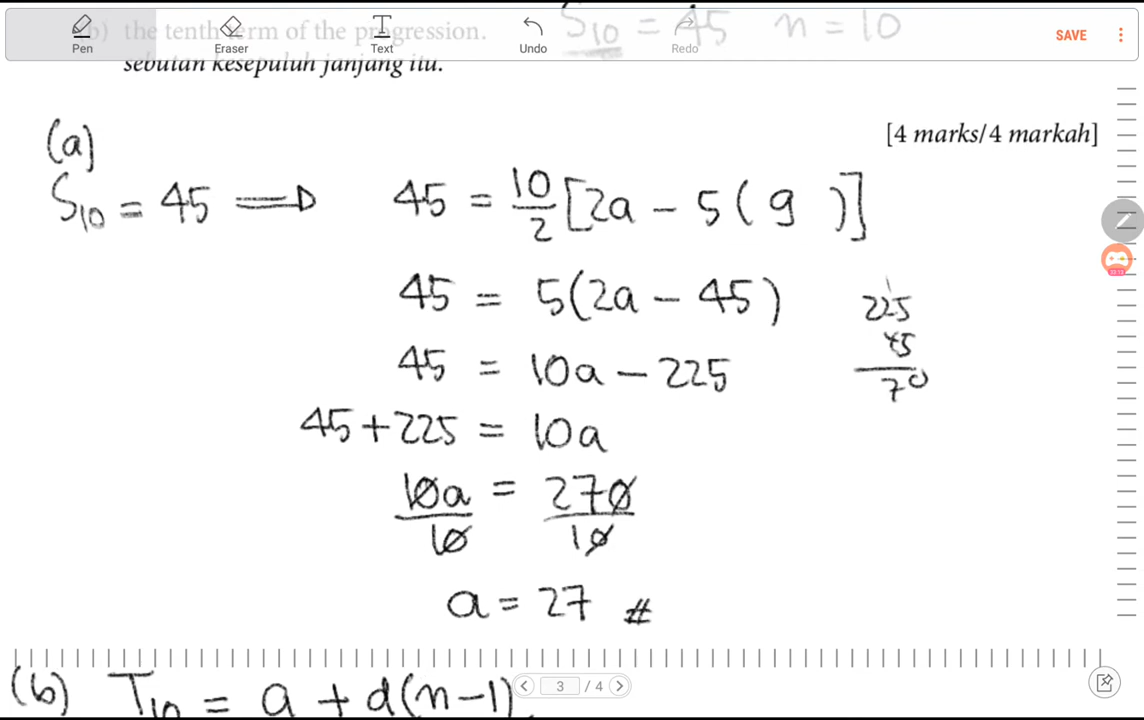 b) the tenth term of the progression. S₁₀ = 45 n = 10
Pen Eraser Text Undo Redo SAVE
sebutan kesepuluh janjang itu.
[4 marks/4 markah]
(a)
S₁₀ = 45 ⟹ 45 = 10/2 [2a − 5(9 )]
45 = 5(2a − 45)
45 = 10a − 225
45 + 225 = 10a
10a/10 = 270/10
a = 27 #
1
225
45
70
(b) T₁₀ = a + d(n−1)
3 / 4